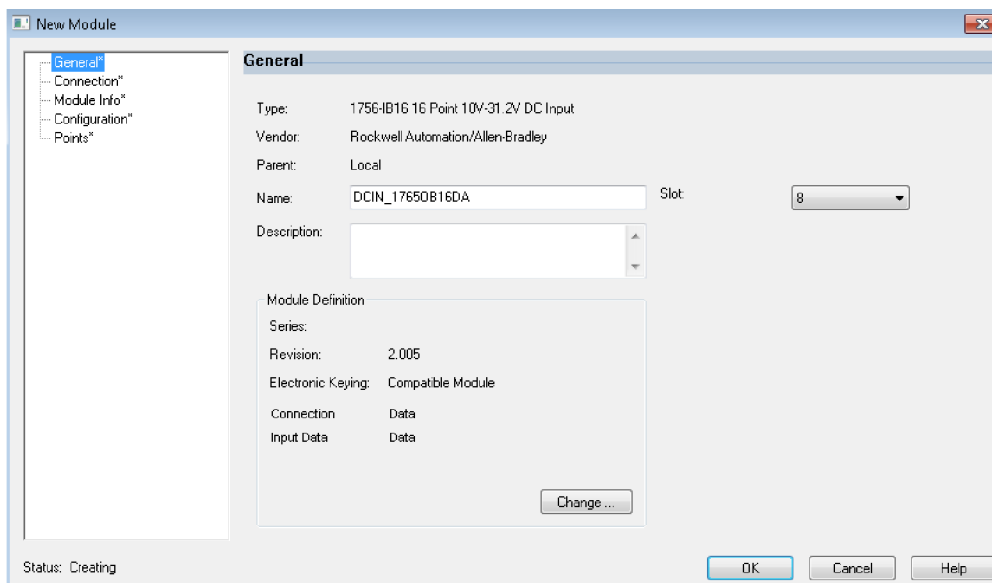 New Module
General*
Connection*
Module Info*
Configuration*
Points*
General
Type: 1756-IB16 16 Point 10V-31.2V DC Input
Vendor: Rockwell Automation/Allen-Bradley
Parent: Local
Name: DCIN_1765OB16DA Slot: 8
Description:
Module Definition
Series:
Revision: 2.005
Electronic Keying: Compatible Module
Connection Data
Input Data Data
Change ...
Status: Creating
OK Cancel Help